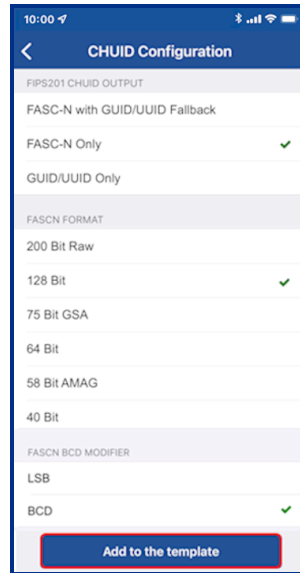 10:00
CHUID Configuration
FIPS201 CHUID OUTPUT
FASC-N with GUID/UUID Fallback
FASC-N Only
GUID/UUID Only
FASCN FORMAT
200 Bit Raw
128 Bit
75 Bit GSA
64 Bit
58 Bit AMAG
40 Bit
FASCN BCD MODIFIER
LSB
BCD
Add to the template